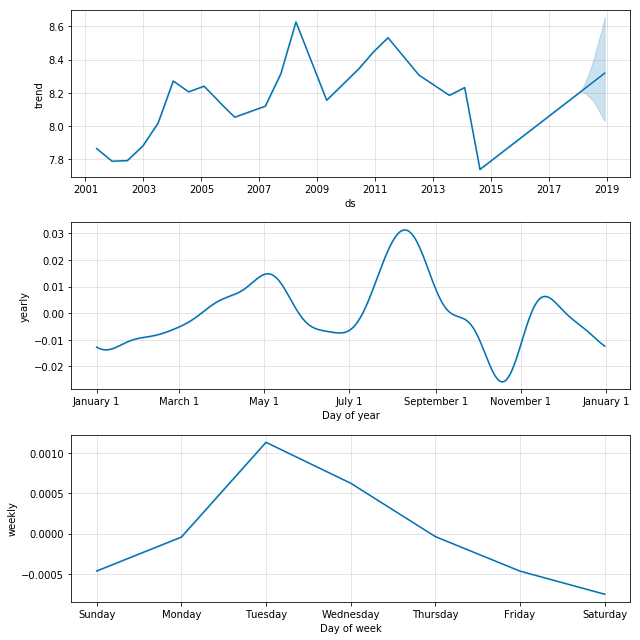 8.6
8.4
8.2
8.0
7.8
trend
2001 2003 2005 2007 2009 2011 2013 2015 2017 2019
ds
0.03
0.02
0.01
0.00
−0.01
−0.02
yearly
January 1 March 1 May 1 July 1 September 1 November 1 January 1
Day of year
0.0010
0.0005
0.0000
−0.0005
weekly
Sunday Monday Tuesday Wednesday Thursday Friday Saturday
Day of week